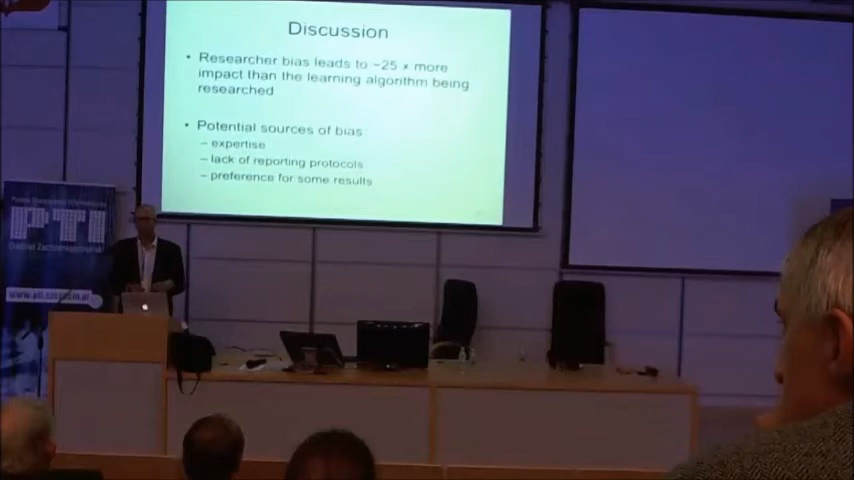 Discussion
• Researcher bias leads to ~25 x more
impact than the learning algorithm being
researched
• Potential sources of bias
– expertise
– lack of reporting protocols
– preference for some results
PTI